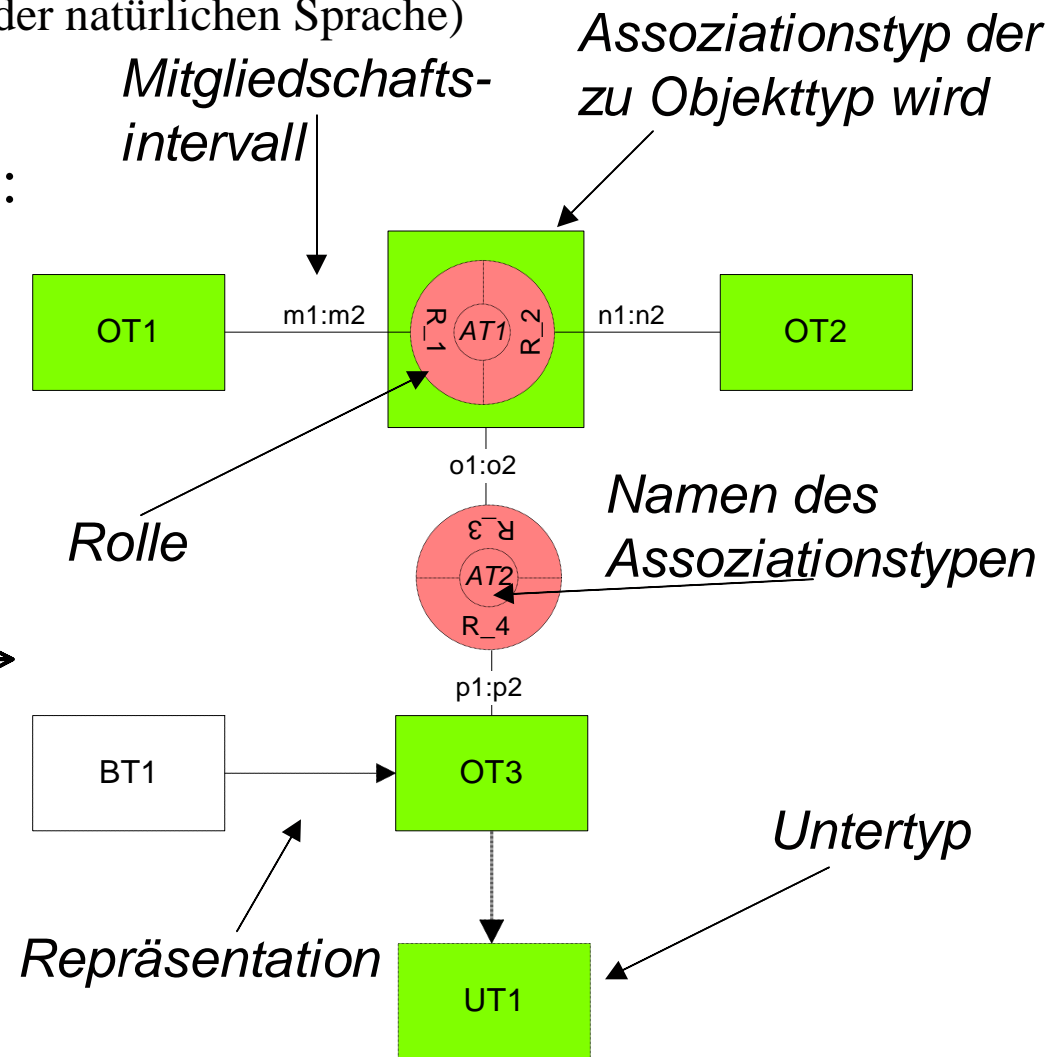 der natürlichen Sprache)
Assoziationstyp der
zu Objekttyp wird
Mitgliedschafts-
intervall
:
OT1
m1:m2
R_1
AT1
R_2
n1:n2
OT2
o1:o2
Rolle
R_3
AT2
R_4
Namen des
Assoziationstypen
p1:p2
BT1
OT3
Untertyp
Repräsentation
UT1